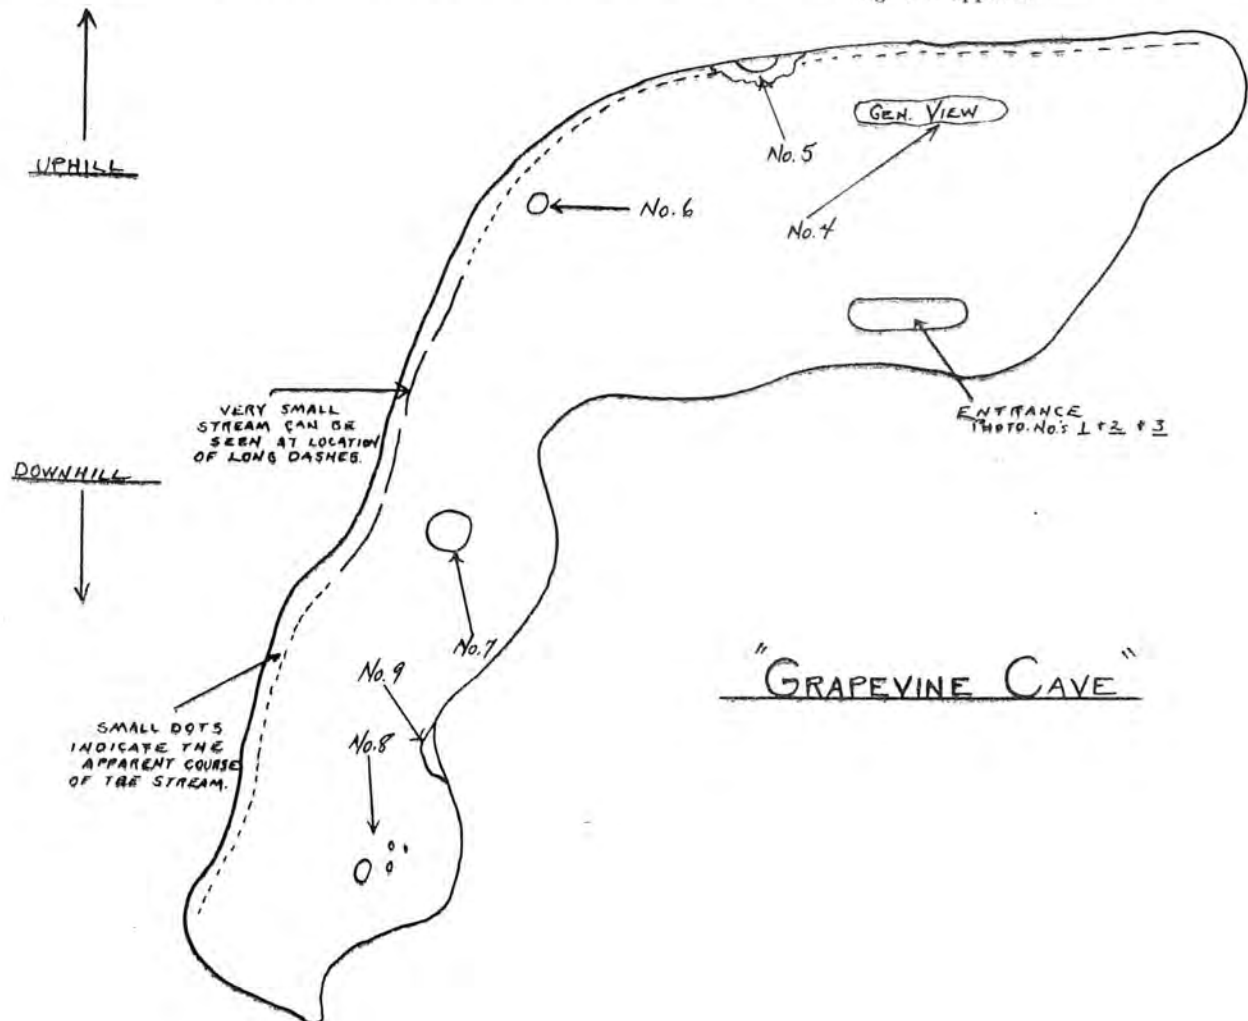 UPHILL
GEN. VIEW
No.5
No.6
No.4
VERY SMALL
STREAM CAN BE
SEEN AT LOCATION
OF LONG DASHES.
ENTRANCE
PHOTO. No.'s 1 + 2 + 3
DOWNHILL
No.7
No.9
"GRAPEVINE CAVE"
SMALL DOTS
INDICATE THE
APPARENT COURSE
OF THE STREAM.
No.8